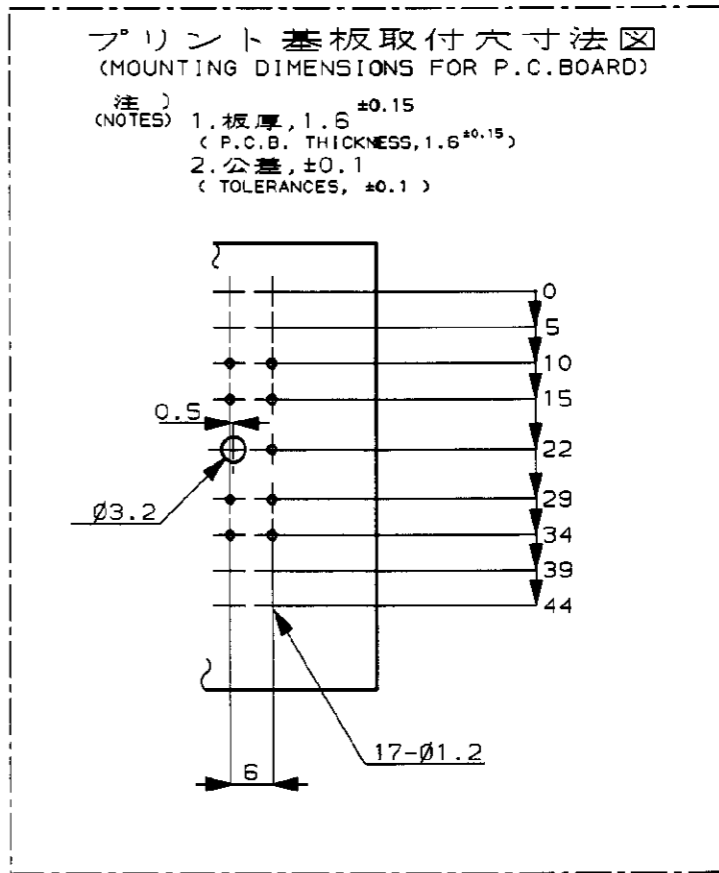 プリント基板取付穴寸法図
(MOUNTING DIMENSIONS FOR P.C.BOARD)
注)
(NOTES)
1.板厚,1.6±0.15
( P.C.B. THICKNESS,1.6±0.15)
2.公差,±0.1
( TOLERANCES, ±0.1 )
0
5
10
15
0.5
22
29
Ø3.2
34
39
44
17-Ø1.2
6